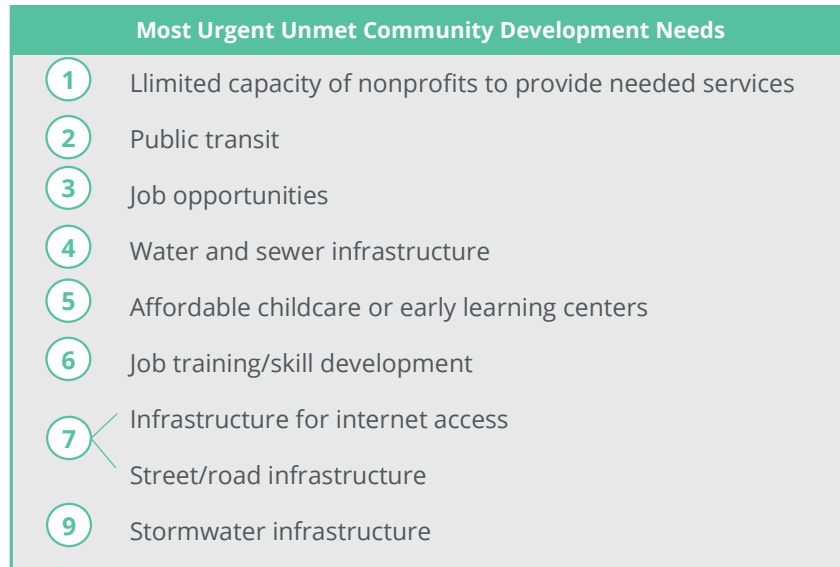 Most Urgent Unmet Community Development Needs
1 Llimited capacity of nonprofits to provide needed services
2 Public transit
3 Job opportunities
4 Water and sewer infrastructure
5 Affordable childcare or early learning centers
6 Job training/skill development
7 Infrastructure for internet access
Street/road infrastructure
9 Stormwater infrastructure